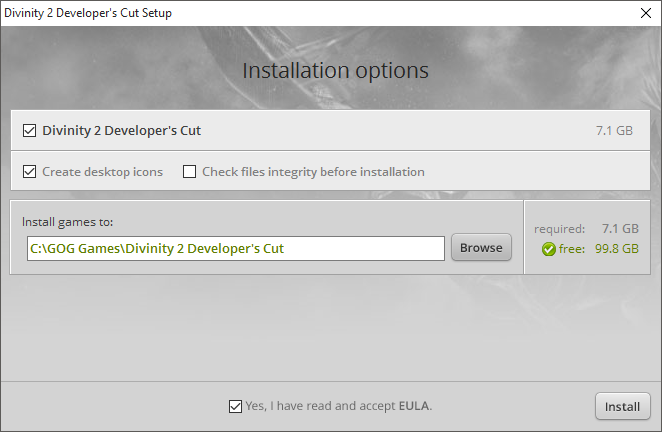 Divinity 2 Developer's Cut Setup
Installation options
Divinity 2 Developer's Cut 7.1 GB
Create desktop icons Check files integrity before installation
Install games to:
C:\GOG Games\Divinity 2 Developer's Cut Browse
required: 7.1 GB
free: 99.8 GB
Yes, I have read and accept EULA.
Install